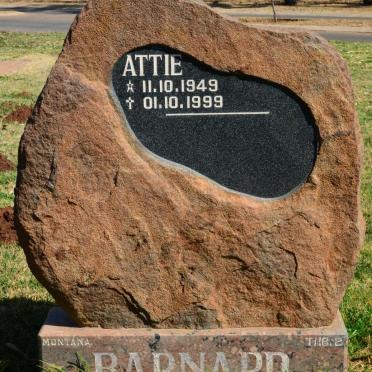 ATTIE
☆ 11.10.1949
✝ 01.10.1999
MONTANA
BARNARD